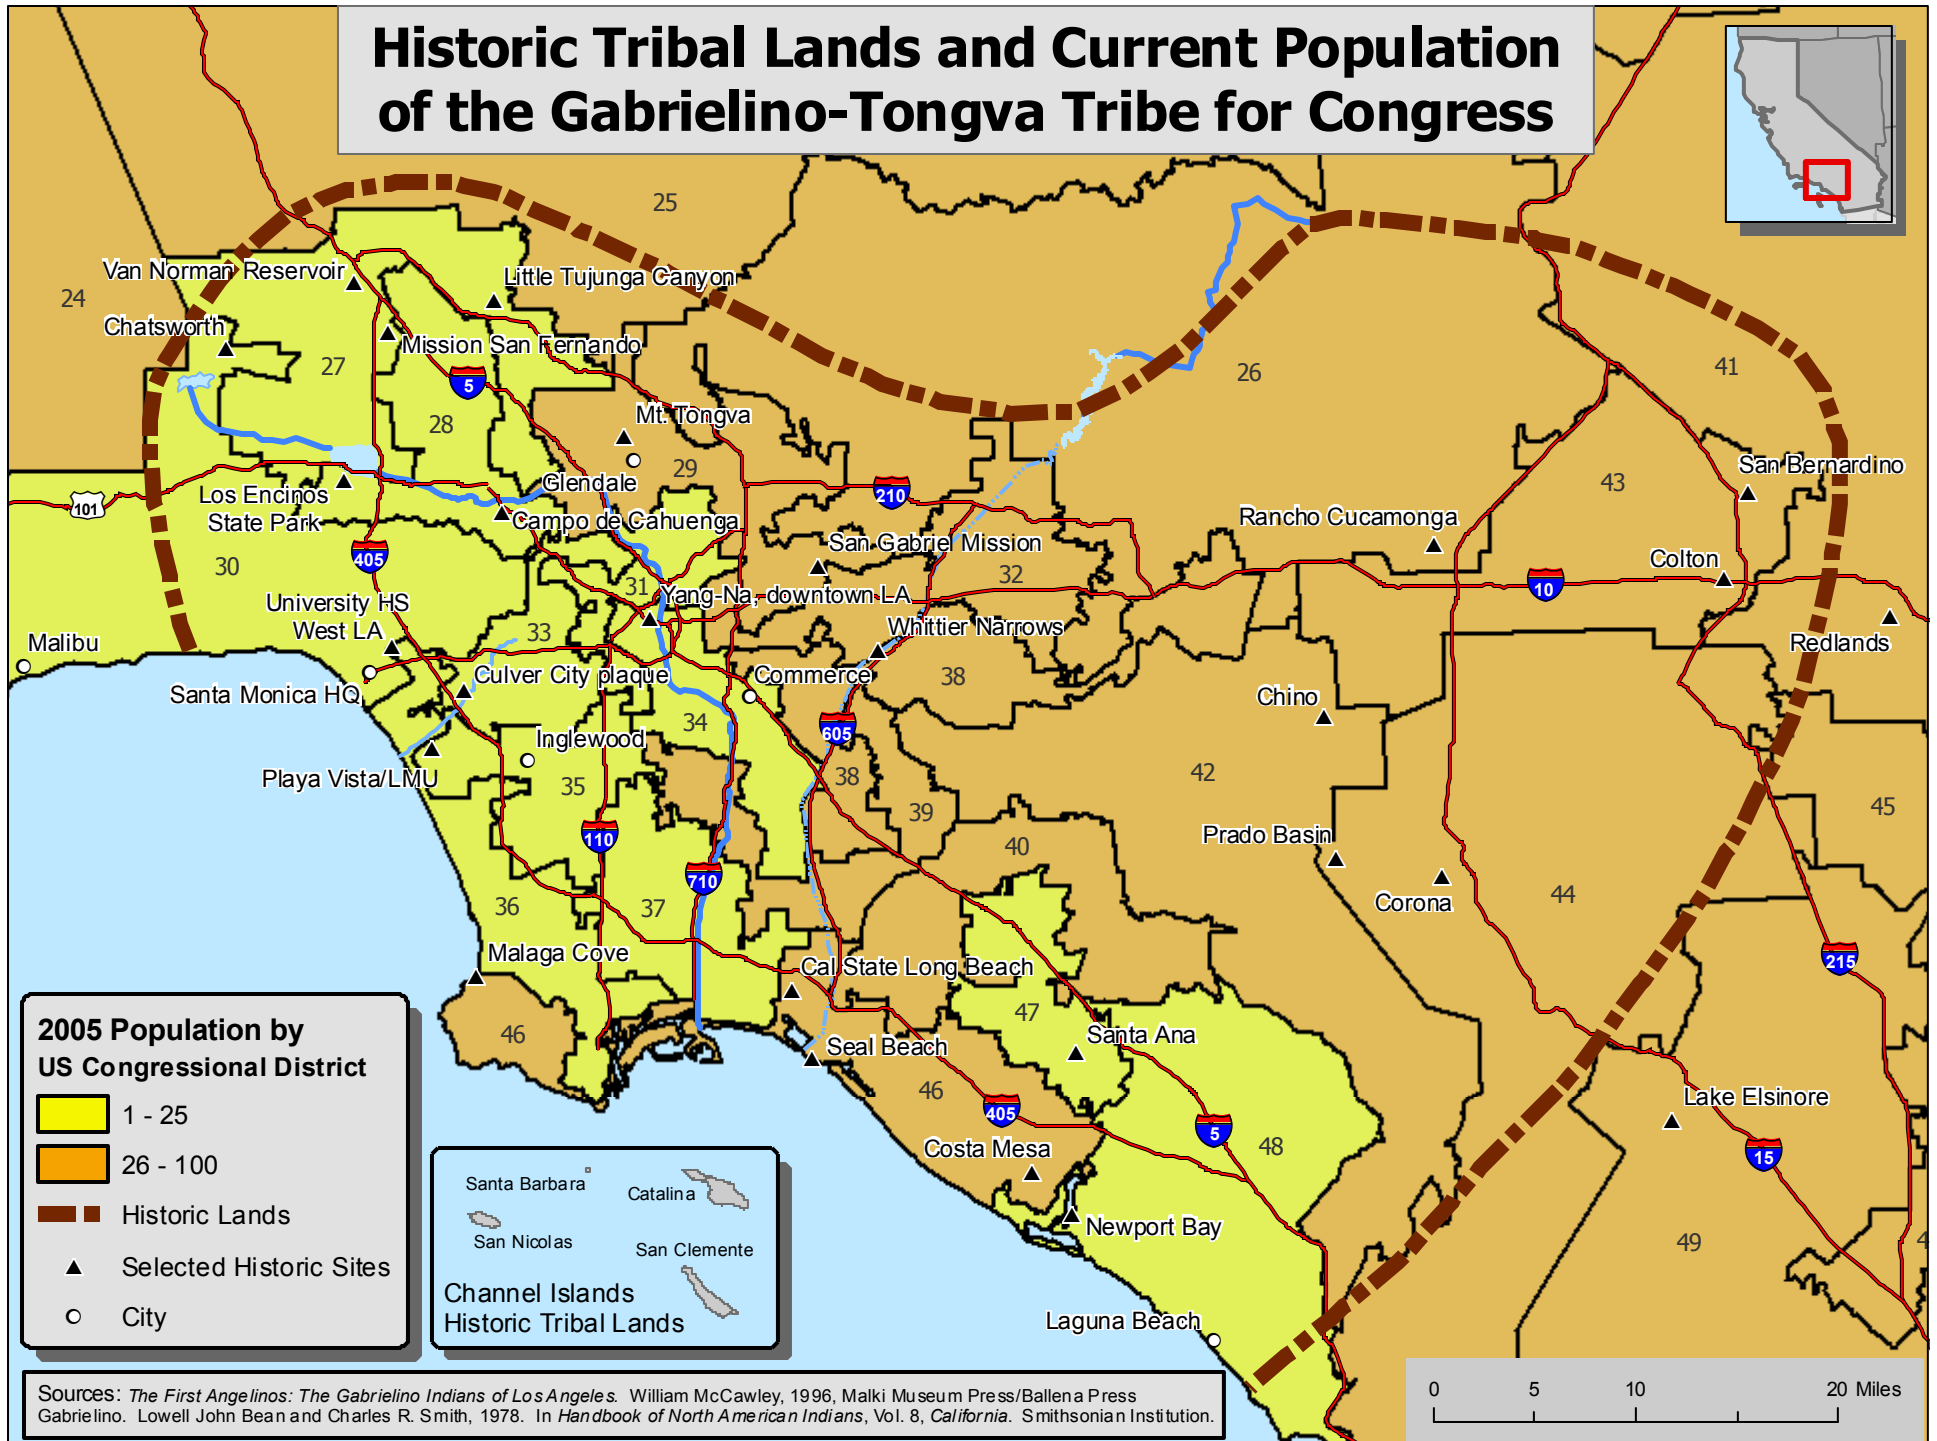 Historic Tribal Lands and Current Population
of the Gabrielino-Tongva Tribe for Congress
25
24
Van Norman Reservoir
Little Tujunga Canyon
Chatsworth
Mission San Fernando
27
5
26
41
28
Mt. Tongva
29
Glendale
43
San Bernardino
101
Los Encinos
State Park
Campo de Cahuenga
210
Rancho Cucamonga
405
San Gabriel Mission
30
31
32
10
Colton
University HS
West LA
Yang-Na, downtown LA
33
Whittier Narrows
Redlands
Malibu
Santa Monica HQ
Culver City plaque
Commerce
38
Chino
34
605
Inglewood
Playa Vista/LMU
35
38
42
39
45
110
40
Prado Basin
710
Corona
44
36
37
Malaga Cove
Cal State Long Beach
215
46
47
Santa Ana
Seal Beach
46
405
Lake Elsinore
5
48
15
Costa Mesa
Newport Bay
49
4
Laguna Beach
2005 Population by
US Congressional District
1 - 25
26 - 100
Historic Lands
Selected Historic Sites
City
Santa Barbara
Catalina
San Nicolas
San Clemente
Channel Islands
Historic Tribal Lands
Sources: The First Angelinos: The Gabrielino Indians of Los Angeles. William McCawley, 1996, Malki Museum Press/Ballena Press
Gabrielino. Lowell John Bean and Charles R. Smith, 1978. In Handbook of North American Indians, Vol. 8, California. Smithsonian Institution.
0 5 10 20 Miles